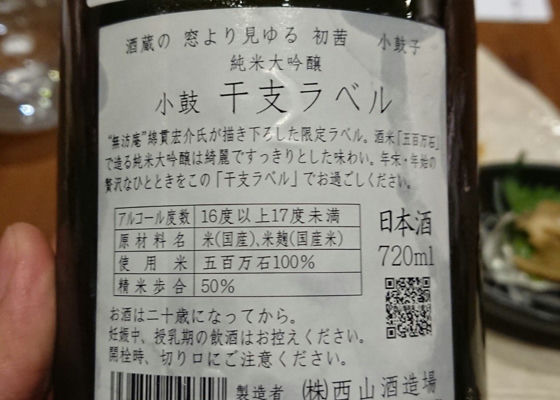 酒蔵の 窓より見ゆる 初茜 小鼓子
純米大吟醸
小鼓 干支ラベル
“無汸庵”綿貫宏介氏が描き下ろした限定ラベル。酒米「五百万石」
で造る純米大吟醸は綺麗ですっきりとした味わい。年末・年始の
贅沢なひとときをこの「干支ラベル」でお過ごしください。
アルコール度数 16度以上17度未満
原材料名 米(国産)、米麹(国産米)
使用米 五百万石100%
精米歩合 50%
日本酒
720ml
お酒は二十歳になってから。
妊娠中、授乳期の飲酒はお控えください。
開栓時、切り口にご注意ください。
製造者 (株)西山酒造場